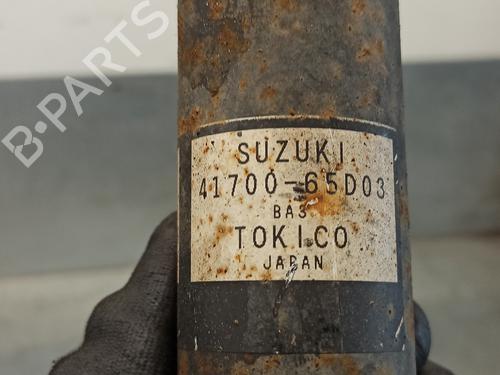 B-PARTS
SUZUKI
41700-65D03
BA3
TOKICO
JAPAN